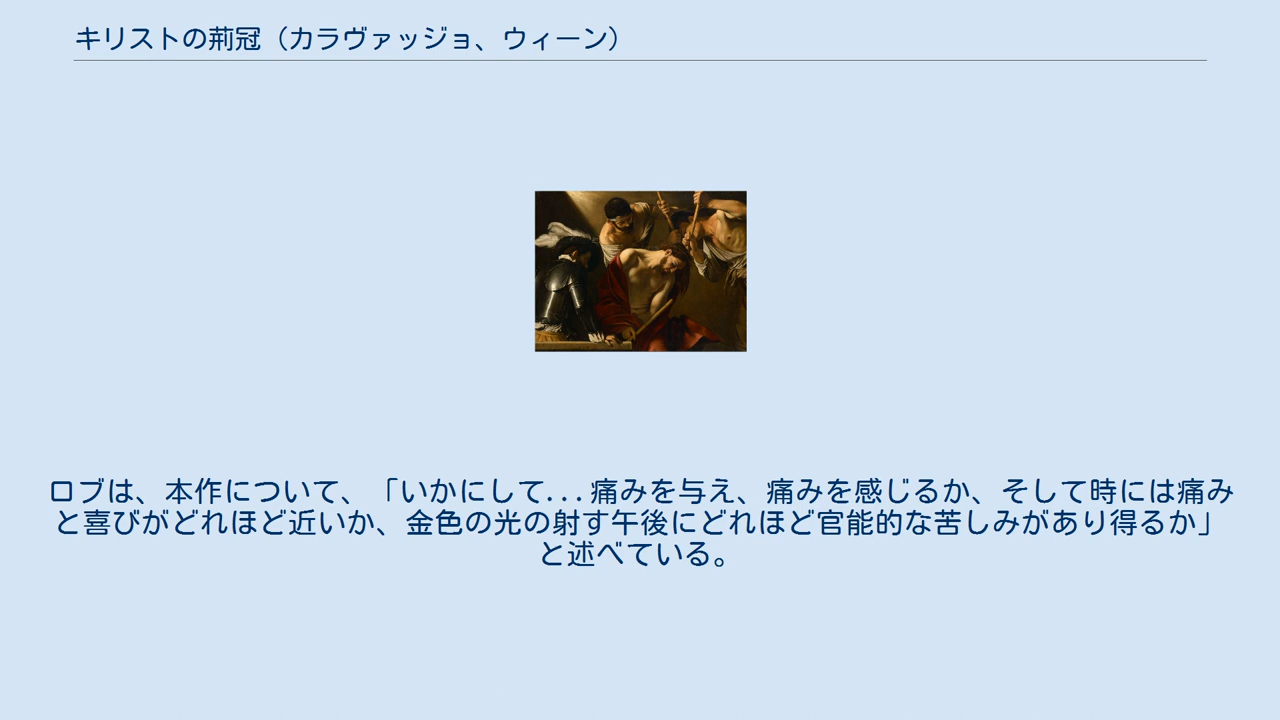 キリストの荊冠（カラヴァッジョ、ウィーン）
ロブは、本作について、「いかにして...痛みを与え、痛みを感じるか、そして時には痛み
と喜びがどれほど近いか、金色の光の射す午後にどれほど官能的な苦しみがあり得るか」
と述べている。